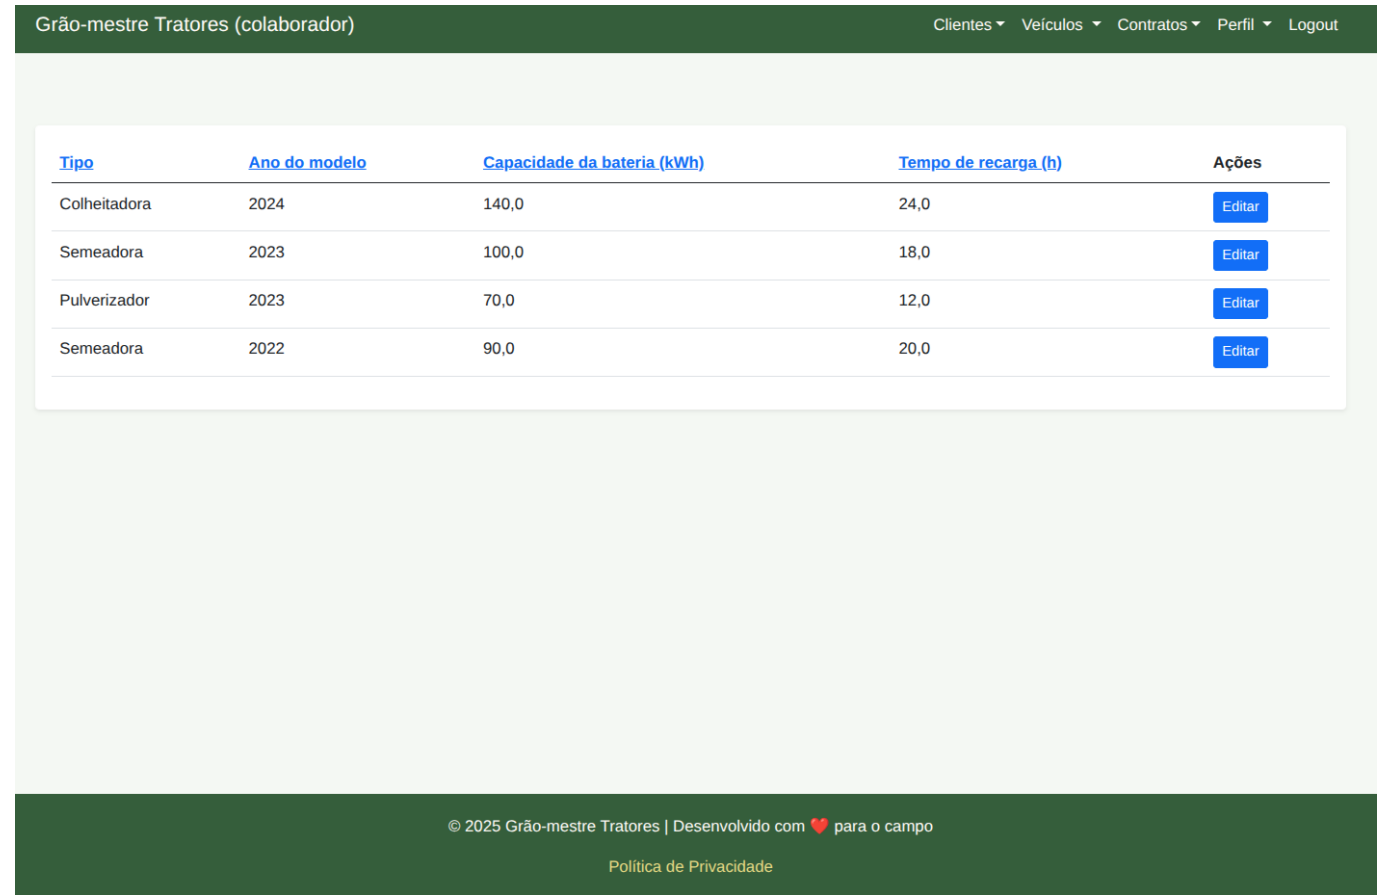 Grão-mestre Tratores (colaborador) Clientes Veículos Contratos Perfil Logout
Tipo Ano do modelo Capacidade da bateria (kWh) Tempo de recarga (h) Ações
Colheitadora 2024 140,0 24,0 Editar
Semeadora 2023 100,0 18,0 Editar
Pulverizador 2023 70,0 12,0 Editar
Semeadora 2022 90,0 20,0 Editar
© 2025 Grão-mestre Tratores | Desenvolvido com ❤️ para o campo
Política de Privacidade